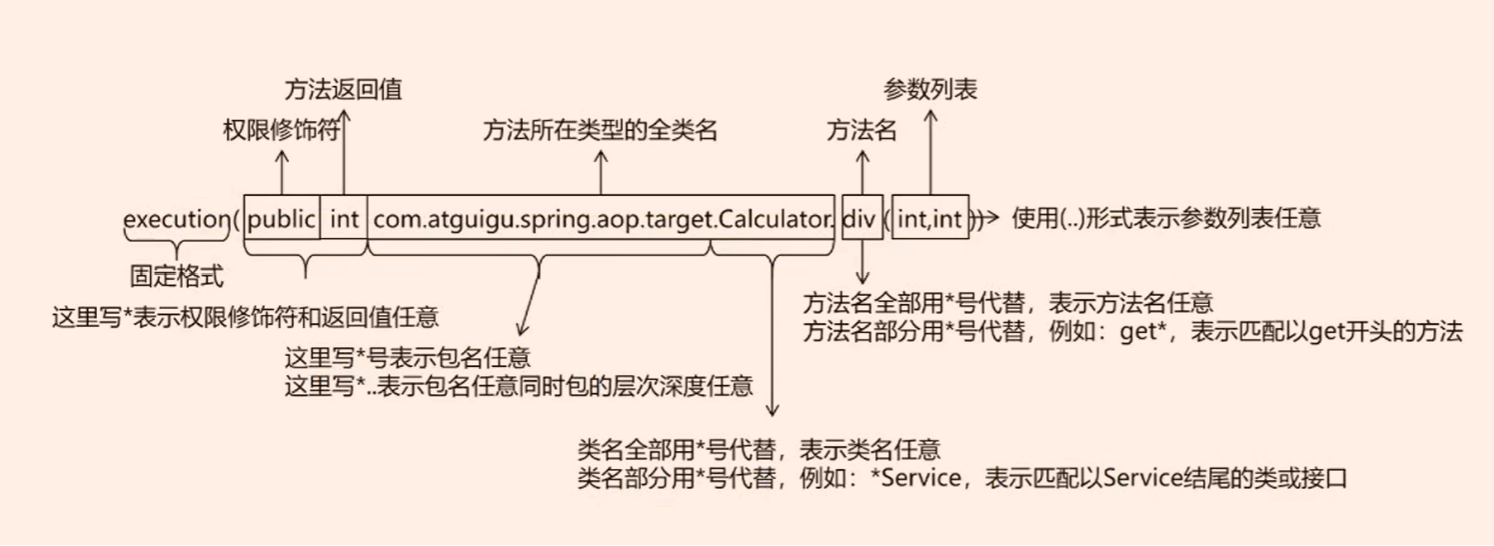 方法返回值
参数列表
权限修饰符
方法所在类型的全类名
方法名
execution(public int com.atguigu.spring.aop.target.Calculator.div(int,int))
使用(..)形式表示参数列表任意
固定格式
这里写*表示权限修饰符和返回值任意
方法名全部用*号代替，表示方法名任意
方法名部分用*号代替，例如：get*，表示匹配以get开头的方法
这里写*号表示包名任意
这里写*..表示包名任意同时包的层次深度任意
类名全部用*号代替，表示类名任意
类名部分用*号代替，例如：*Service，表示匹配以Service结尾的类或接口